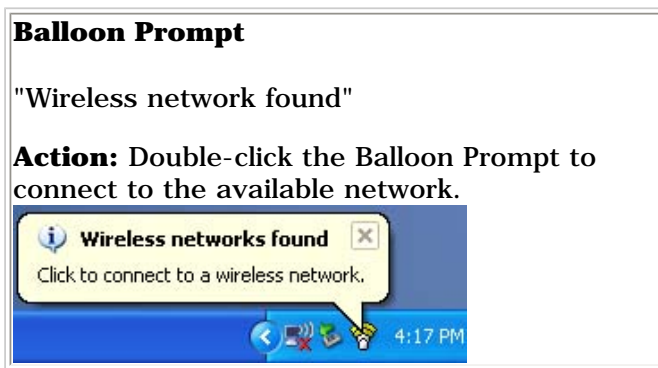 Balloon Prompt
"Wireless network found"
Action: Double-click the Balloon Prompt to
connect to the available network.
Wireless networks found
Click to connect to a wireless network.
4:17 PM